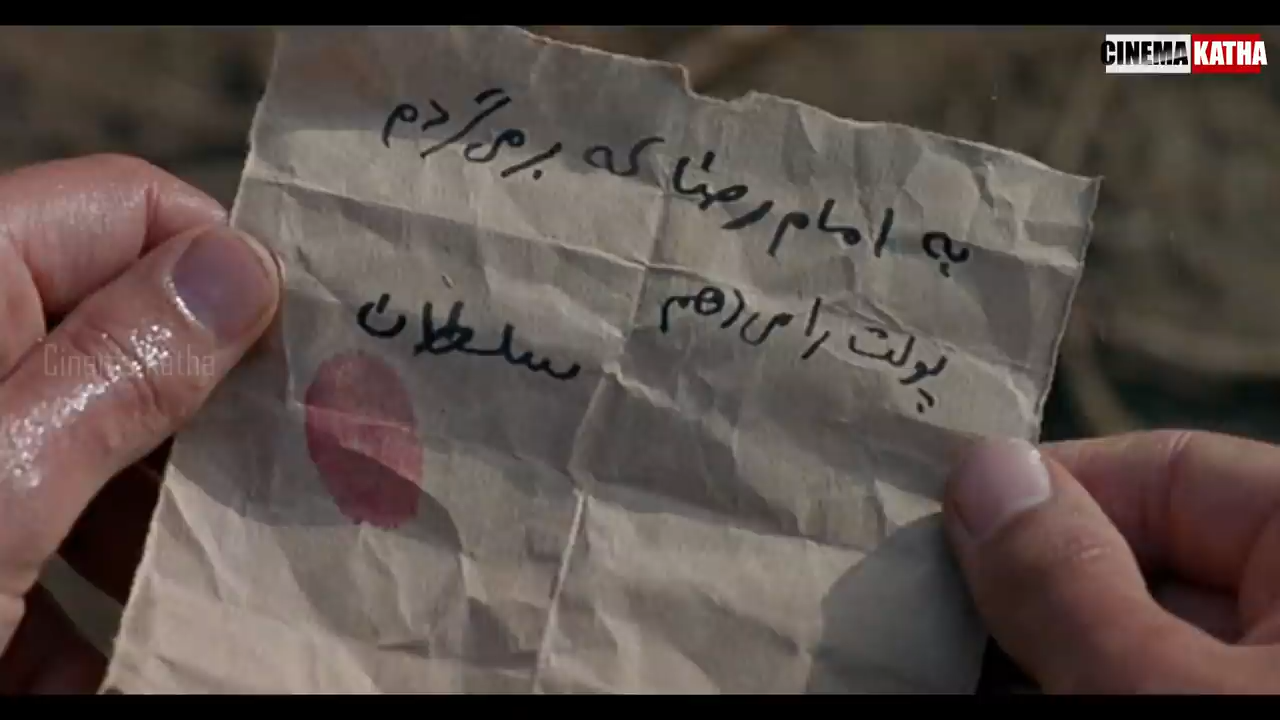 CINEMA KATHA
به امام رضا که برمی‌گردم
پولت را می‌دهم
سلطان
Cinema Katha